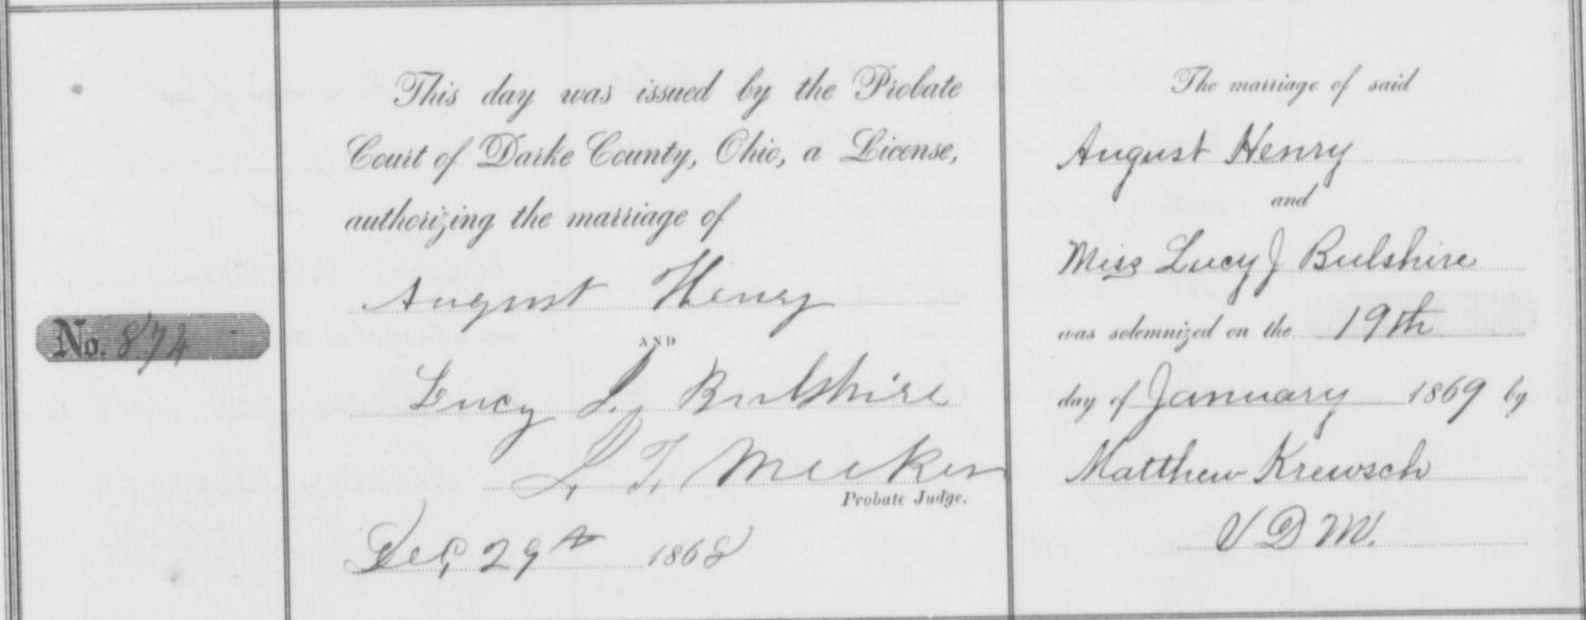 No. 874
This day was issued by the Probate
Court of Darke County, Ohio, a License,
authorizing the marriage of
August Henry
AND
Lucy J. Bulshire
Probate Judge.
Dec, 29th 1868
The marriage of said
August Henry
and
Miss Lucy J Bulshire
was solemnized on the 19th
day of January 1869 by
Matthew Krewsch
V D M.